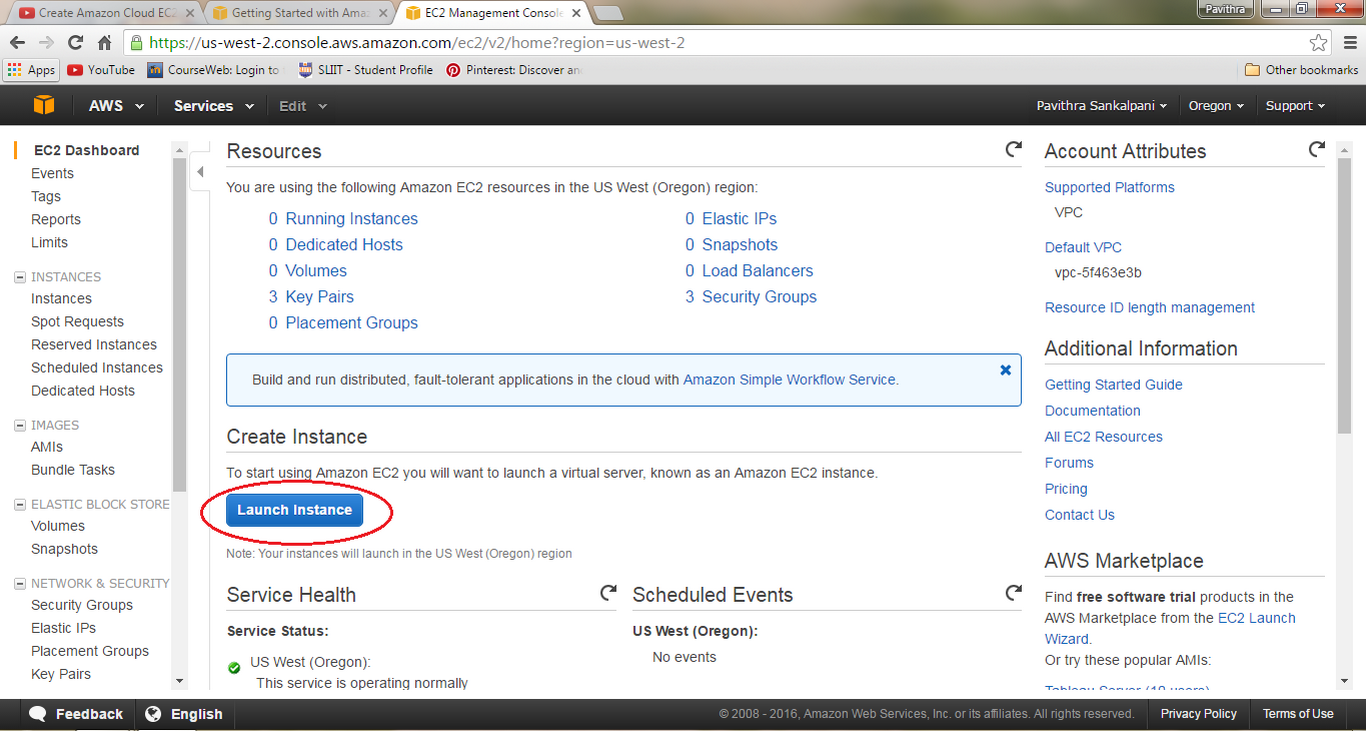 Create Amazon Cloud EC2
Getting Started with Amaz
EC2 Management Console
Pavithra
https://us-west-2.console.aws.amazon.com/ec2/v2/home?region=us-west-2
Apps
YouTube
CourseWeb: Login to
SLIIT - Student Profile
Pinterest: Discover an
Other bookmarks
AWS
Services
Edit
Pavithra Sankalpani
Oregon
Support
EC2 Dashboard
Events
Tags
Reports
Limits
INSTANCES
Instances
Spot Requests
Reserved Instances
Scheduled Instances
Dedicated Hosts
IMAGES
AMIs
Bundle Tasks
ELASTIC BLOCK STORE
Volumes
Snapshots
NETWORK & SECURITY
Security Groups
Elastic IPs
Placement Groups
Key Pairs
Resources
You are using the following Amazon EC2 resources in the US West (Oregon) region:
0 Running Instances
0 Elastic IPs
0 Dedicated Hosts
0 Snapshots
0 Volumes
0 Load Balancers
3 Key Pairs
3 Security Groups
0 Placement Groups
Build and run distributed, fault-tolerant applications in the cloud with Amazon Simple Workflow Service.
Create Instance
To start using Amazon EC2 you will want to launch a virtual server, known as an Amazon EC2 instance.
Launch Instance
Note: Your instances will launch in the US West (Oregon) region
Service Health
Service Status:
US West (Oregon):
This service is operating normally
Scheduled Events
US West (Oregon):
No events
Account Attributes
Supported Platforms
VPC
Default VPC
vpc-5f463e3b
Resource ID length management
Additional Information
Getting Started Guide
Documentation
All EC2 Resources
Forums
Pricing
Contact Us
AWS Marketplace
Find free software trial products in the
AWS Marketplace from the EC2 Launch
Wizard.
Or try these popular AMIs:
Tableau Server (10 users)
Feedback
English
© 2008 - 2016, Amazon Web Services, Inc. or its affiliates. All rights reserved.
Privacy Policy
Terms of Use